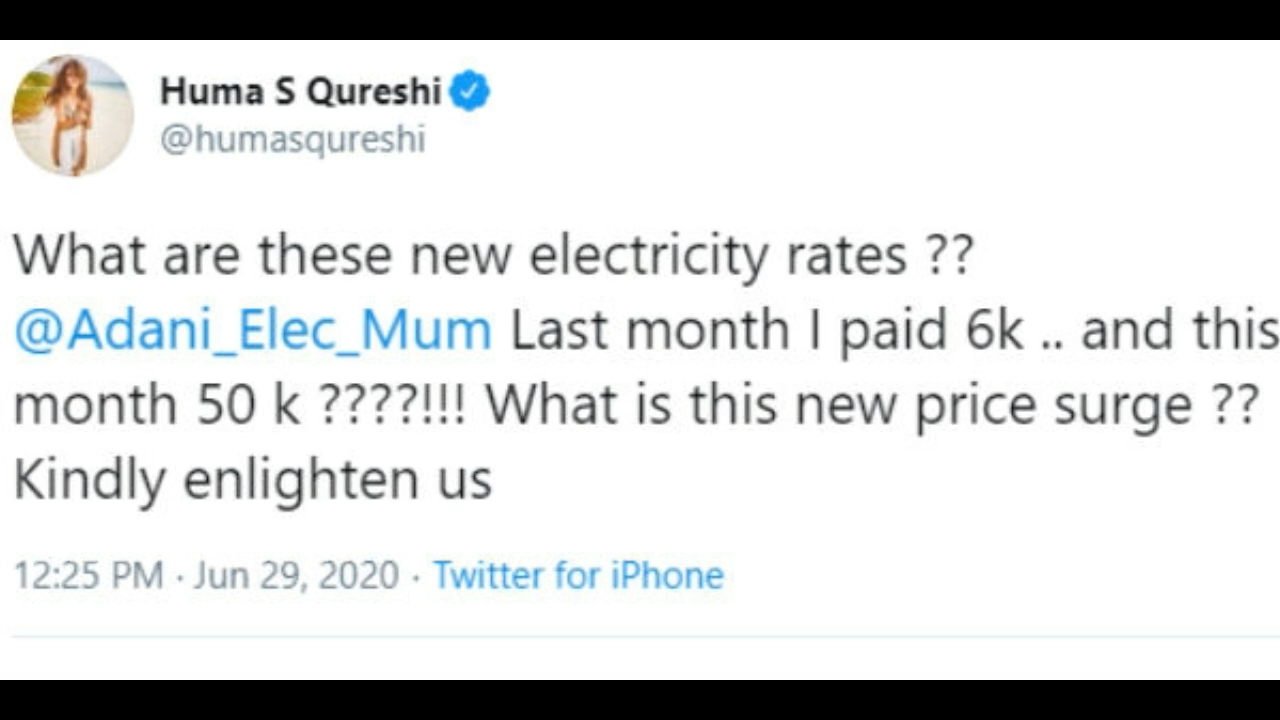 Huma S Qureshi
@humasqureshi
What are these new electricity rates ??
@Adani_Elec_Mum Last month I paid 6k .. and this
month 50 k ????!!! What is this new price surge ??
Kindly enlighten us
12:25 PM · Jun 29, 2020 · Twitter for iPhone